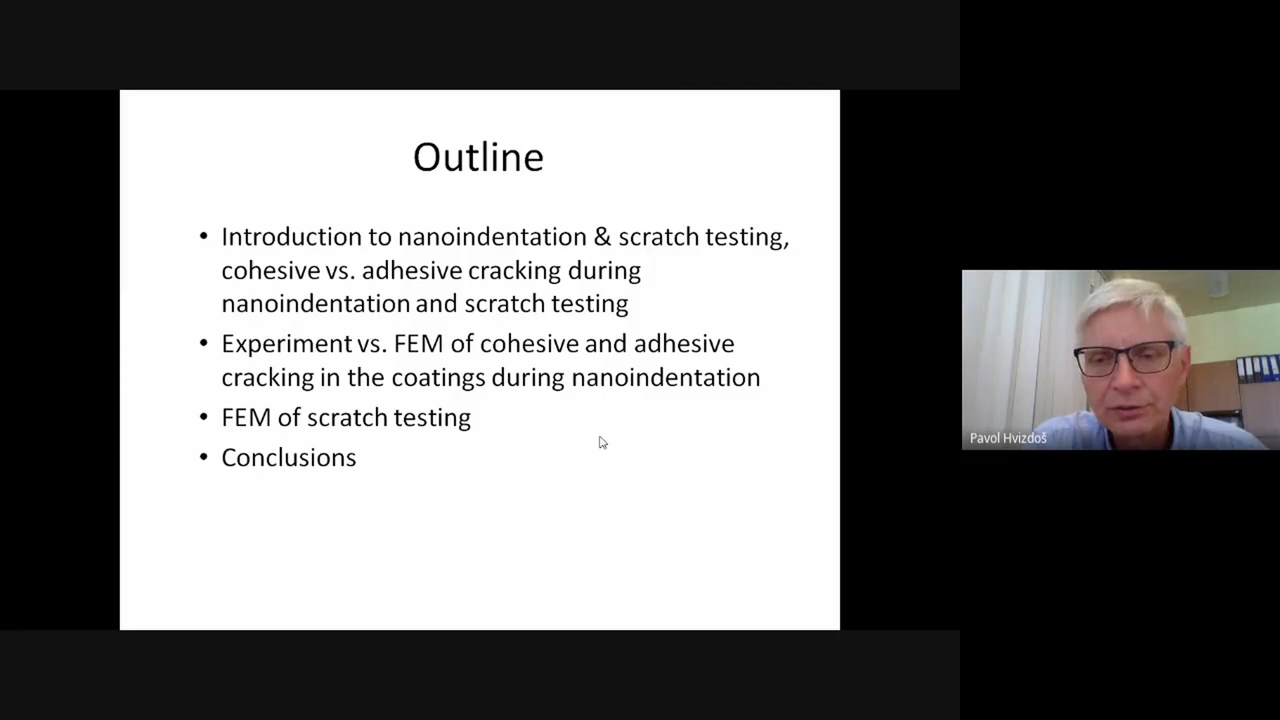 Outline
• Introduction to nanoindentation & scratch testing,
cohesive vs. adhesive cracking during
nanoindentation and scratch testing
• Experiment vs. FEM of cohesive and adhesive
cracking in the coatings during nanoindentation
• FEM of scratch testing
• Conclusions
Pavol Hvizdoš